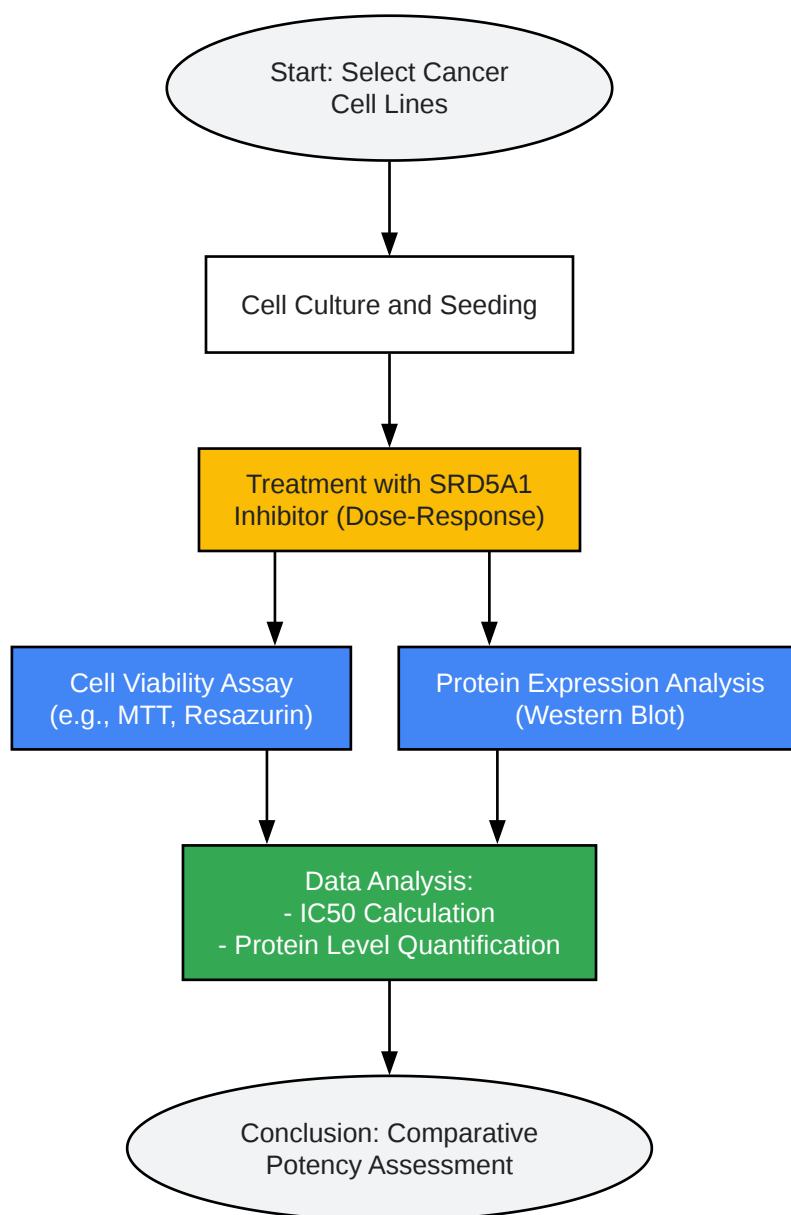 Start: Select Cancer
Cell Lines
Cell Culture and Seeding
Treatment with SRD5A1
Inhibitor (Dose-Response)
Cell Viability Assay
(e.g., MTT, Resazurin)
Protein Expression Analysis
(Western Blot)
Data Analysis:
- IC50 Calculation
- Protein Level Quantification
Conclusion: Comparative
Potency Assessment